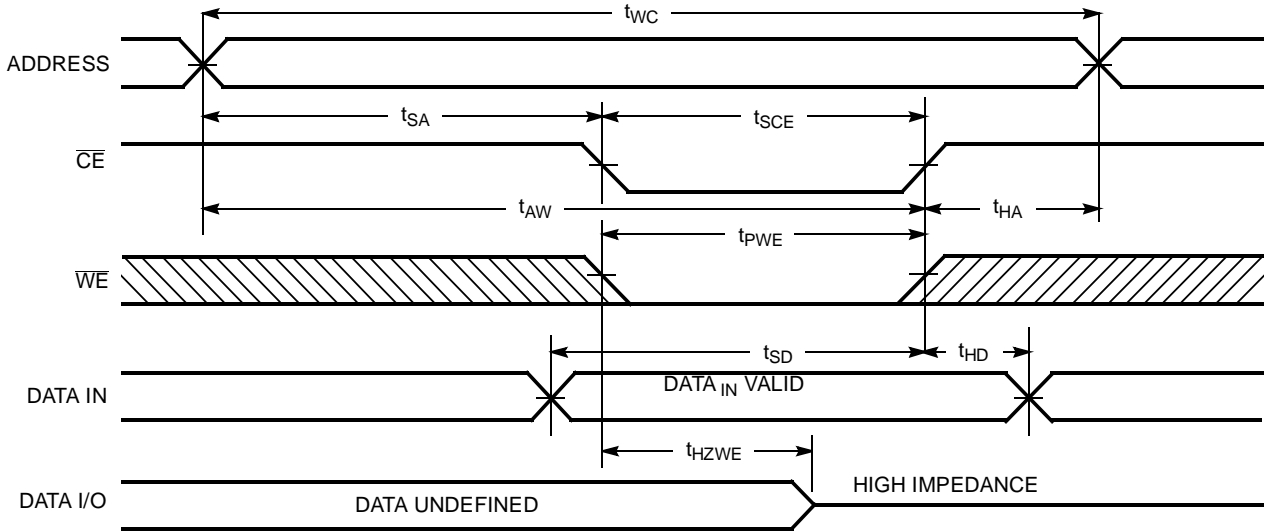 tWC
ADDRESS
tSA
tSCE
CE
tAW
tHA
tPWE
WE
tSD
tHD
DATA IN
DATA IN VALID
tHZWE
DATA I/O
DATA UNDEFINED
HIGH IMPEDANCE